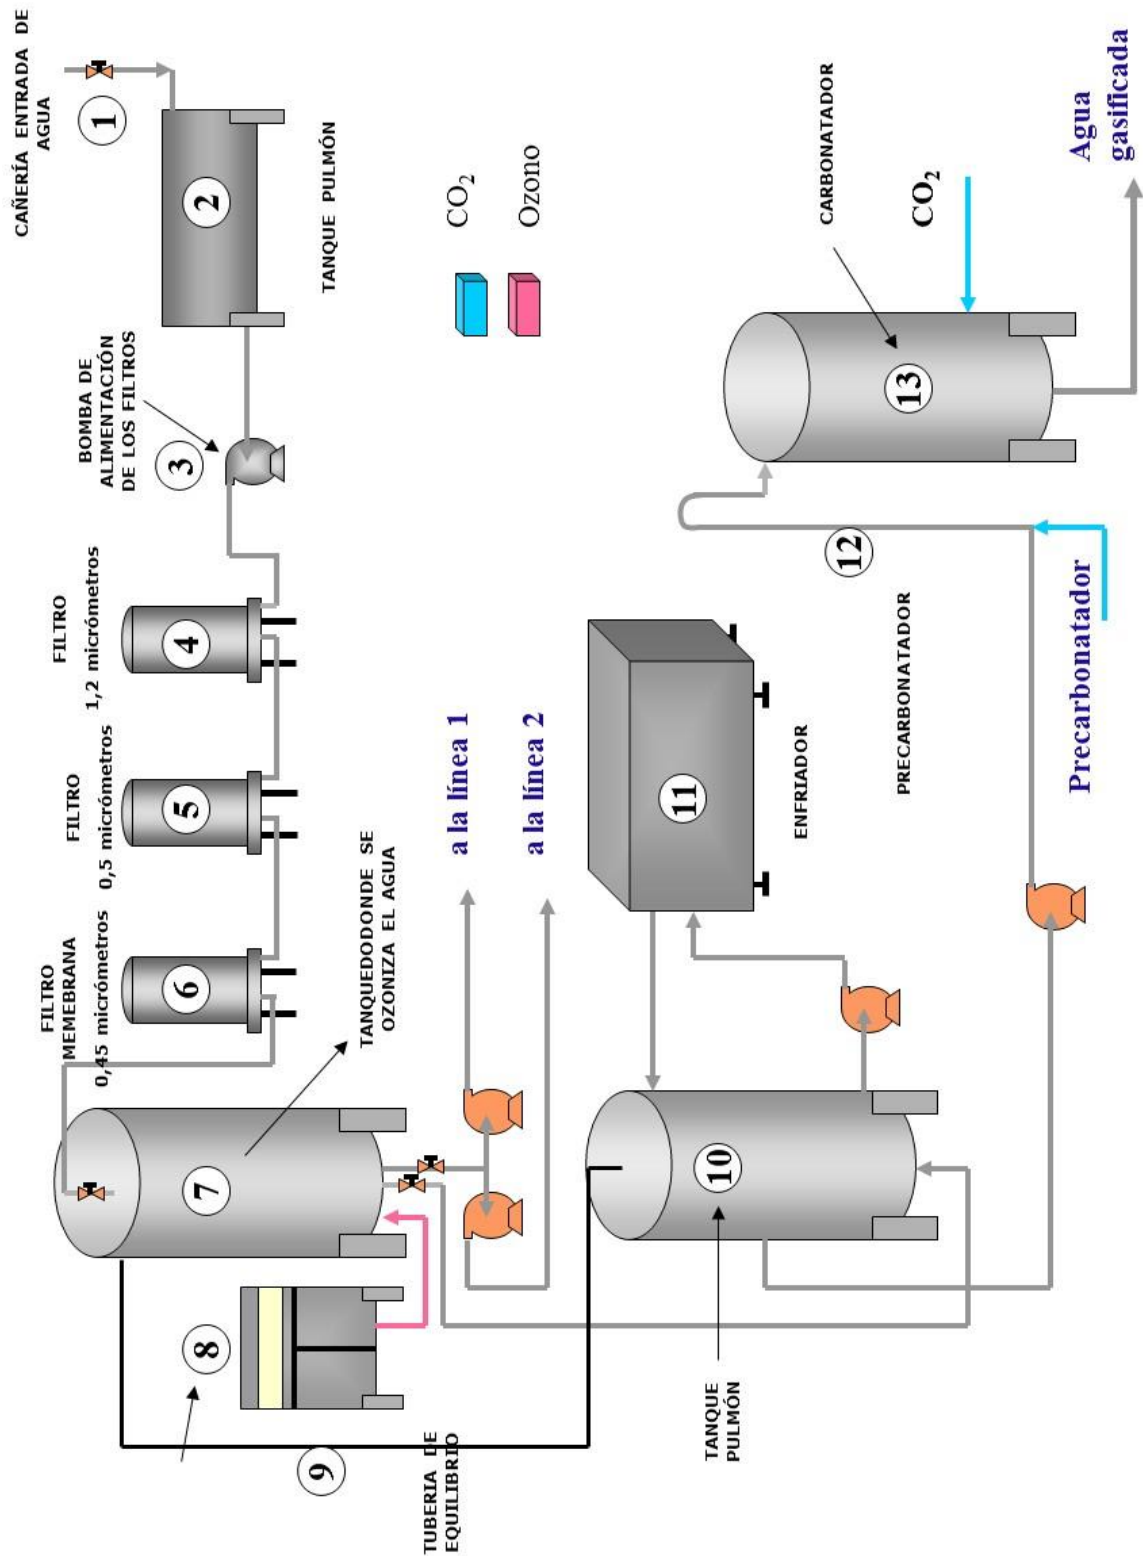 CAÑERÍA ENTRADA DE
AGUA
1
2
TANQUE PULMÓN
BOMBA DE
ALIMENTACIÓN
DE LOS FILTROS
3
FILTRO
1,2 micrómetros
4
FILTRO
0,5 micrómetros
5
FILTRO
MEMEBRANA
0,45 micrómetros
6
7
TANQUEDODONDE SE
OZONIZA EL AGUA
8
9
TUBERIA DE
EQUILIBRIO
a la línea 1
a la línea 2
CO₂
Ozono
10
TANQUE
PULMÓN
11
ENFRIADOR
12
PRECARBONATADOR
Precarbonatador
13
CARBONATADOR
CO₂
Agua
gasificada